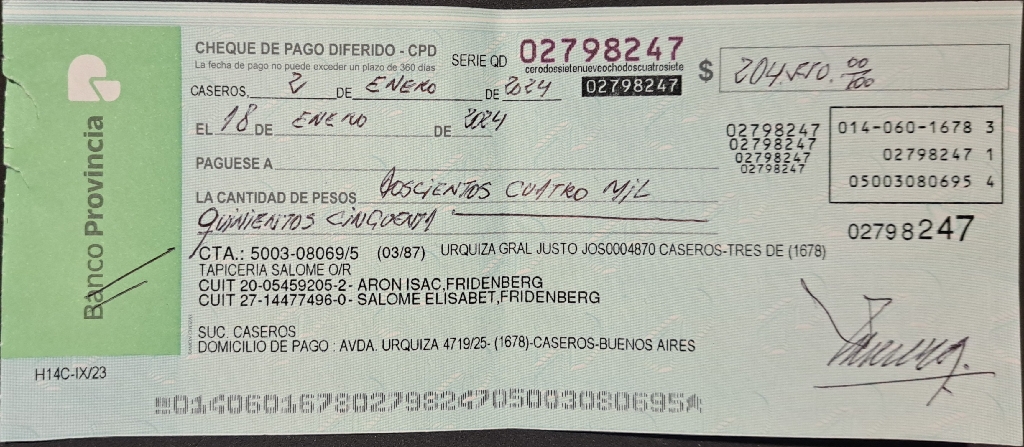 Banco Provincia
CHEQUE DE PAGO DIFERIDO - CPD
La fecha de pago no puede exceder un plazo de 360 días
SERIE QD 02798247
cerodossietenueveochodoscuatrosiete
02798247
$ 204.550. 00/100
CASEROS 2 DE ENERO DE 2024
EL 18 DE ENERO DE 2024
PAGUESE A
LA CANTIDAD DE PESOS DOSCIENTOS CUATRO MIL
QUINIENTOS CINCUENTA
02798247
02798247
02798247
02798247
014-060-1678 3
02798247 1
05003080695 4
02798247
CTA.: 5003-08069/5 (03/87) URQUIZA GRAL JUSTO JOS0004870 CASEROS-TRES DE (1678)
TAPICERIA SALOME O/R
CUIT 20-05459205-2- ARON ISAC,FRIDENBERG
CUIT 27-14477496-0- SALOME ELISABET,FRIDENBERG
SUC. CASEROS
DOMICILIO DE PAGO : AVDA. URQUIZA 4719/25- (1678)-CASEROS-BUENOS AIRES
H14C-IX/23
01406016780279824705003080695